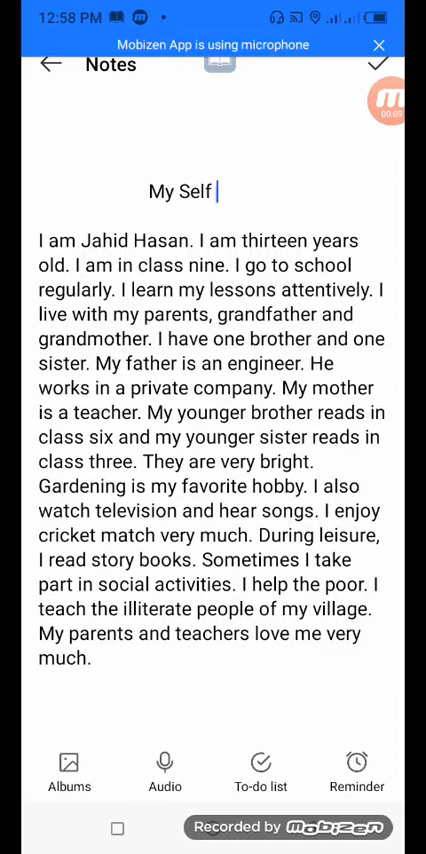 12:58 PM
Mobizen App is using microphone
Notes
00:09
My Self
I am Jahid Hasan. I am thirteen years
old. I am in class nine. I go to school
regularly. I learn my lessons attentively. I
live with my parents, grandfather and
grandmother. I have one brother and one
sister. My father is an engineer. He
works in a private company. My mother
is a teacher. My younger brother reads in
class six and my younger sister reads in
class three. They are very bright.
Gardening is my favorite hobby. I also
watch television and hear songs. I enjoy
cricket match very much. During leisure,
I read story books. Sometimes I take
part in social activities. I help the poor. I
teach the illiterate people of my village.
My parents and teachers love me very
much.
Albums Audio To-do list Reminder
Recorded by mobizen